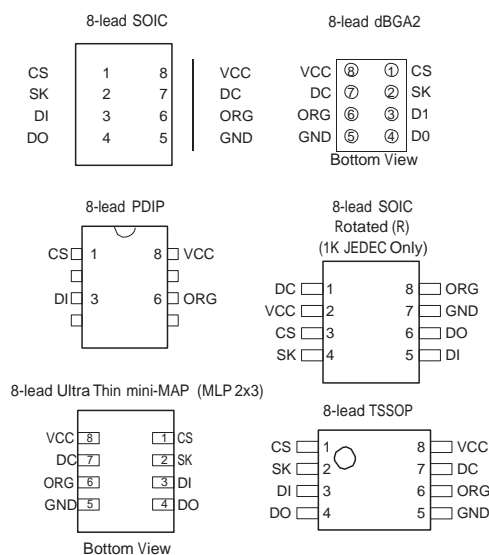 8-lead SOIC
CS 1 8 VCC
SK 2 7 DC
DI 3 6 ORG
DO 4 5 GND
8-lead dBGA2
VCC 8 1 CS
DC 7 2 SK
ORG 6 3 D1
GND 5 4 D0
Bottom View
8-lead PDIP
CS 1 8 VCC
DI 3 6 ORG
8-lead SOIC
Rotated (R)
(1K JEDEC Only)
DC 1 8 ORG
VCC 2 7 GND
CS 3 6 DO
SK 4 5 DI
8-lead Ultra Thin mini-MAP (MLP 2x3)
VCC 8 1 CS
DC 7 2 SK
ORG 6 3 DI
GND 5 4 DO
Bottom View
8-lead TSSOP
CS 1 8 VCC
SK 2 7 DC
DI 3 6 ORG
DO 4 5 GND